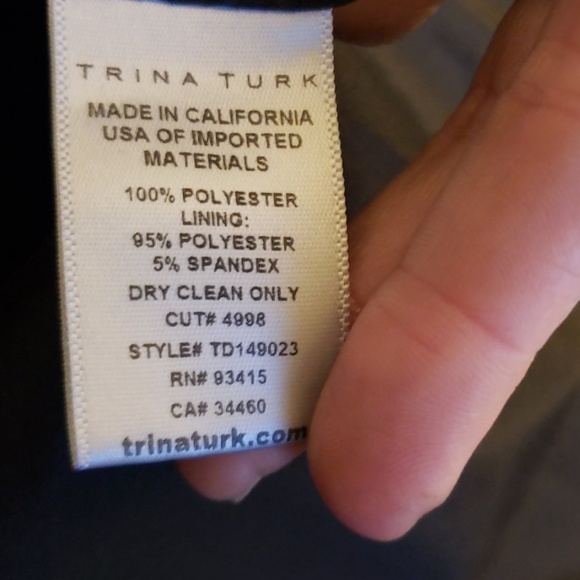 TRINA TURK
MADE IN CALIFORNIA
USA OF IMPORTED
MATERIALS
100% POLYESTER
LINING:
95% POLYESTER
5% SPANDEX
DRY CLEAN ONLY
CUT# 4998
STYLE# TD149023
RN# 93415
CA# 34460
trinaturk.com